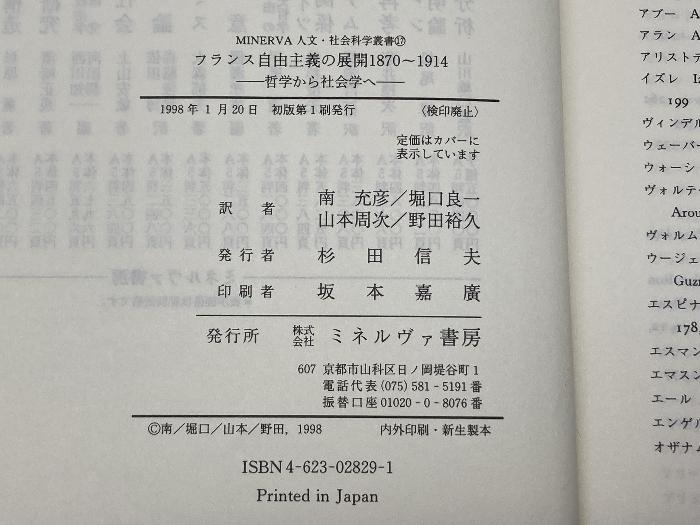 MINERVA 人文・社会科学叢書⑰
フランス自由主義の展開1870～1914
――哲学から社会学へ――
1998年1月20日 初版第1刷発行 〈検印廃止〉
定価はカバーに
表示しています
訳者 南 充彦／堀口良一
山本周次／野田裕久
発行者 杉田信夫
印刷者 坂本嘉廣
発行所 株式会社 ミネルヴァ書房
607 京都市山科区日ノ岡堤谷町1
電話代表(075)581-5191番
振替口座01020-0-8076番
©南／堀口／山本／野田, 1998 内外印刷・新生製本
ISBN4-623-02829-1
Printed in Japan
アブー A
アラン A
アリストテ
イズレ Iz
199
ヴィンデル
ウェーバー
ウォーシ
ヴォルテ
Arou
ヴォルム
ウージェ
Guzm
エスピナ
178,
エスマン
エマスン
エール
エンゲル
オザナム